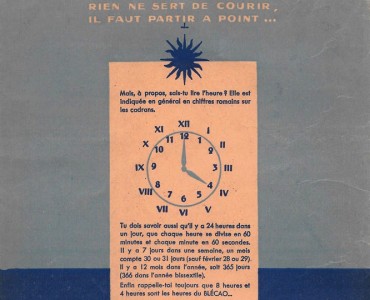 RIEN NE SERT DE COURIR,
IL FAUT PARTIR A POINT ...
Mais, à propos, sais-tu lire l'heure ? Elle est
indiquée en général en chiffres romains sur
les cadrans.
XII
XI I
X II
IX III
VIII IV
VII V
VI
12
11 1
10 2
9 3
8 4
7 5
6
Tu dois savoir aussi qu'il y a 24 heures dans
un jour, que chaque heure se divise en 60
minutes et chaque minute en 60 secondes.
Il y a 7 jours dans une semaine, un mois
compte 30 ou 31 jours (sauf février 28 ou 29).
Il y a 12 mois dans l'année, soit 365 jours
(366 dans l'année bissextile).
Enfin rappelle-toi toujours que 8 heures et
4 heures sont les heures du BLÉCAO...